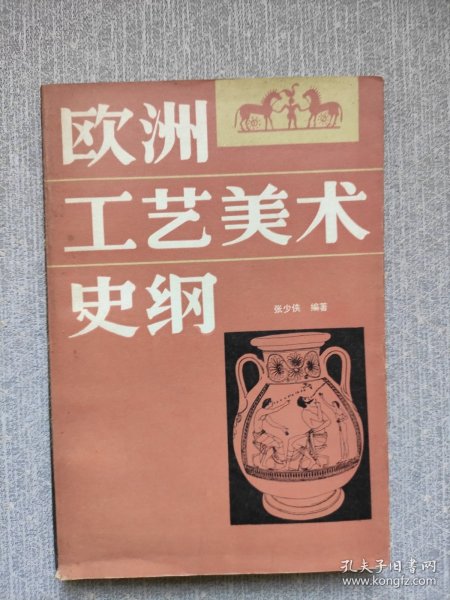 欧洲
工艺美术
史纲
张少侠 编著
孔夫子旧书网
www.kongfz.com